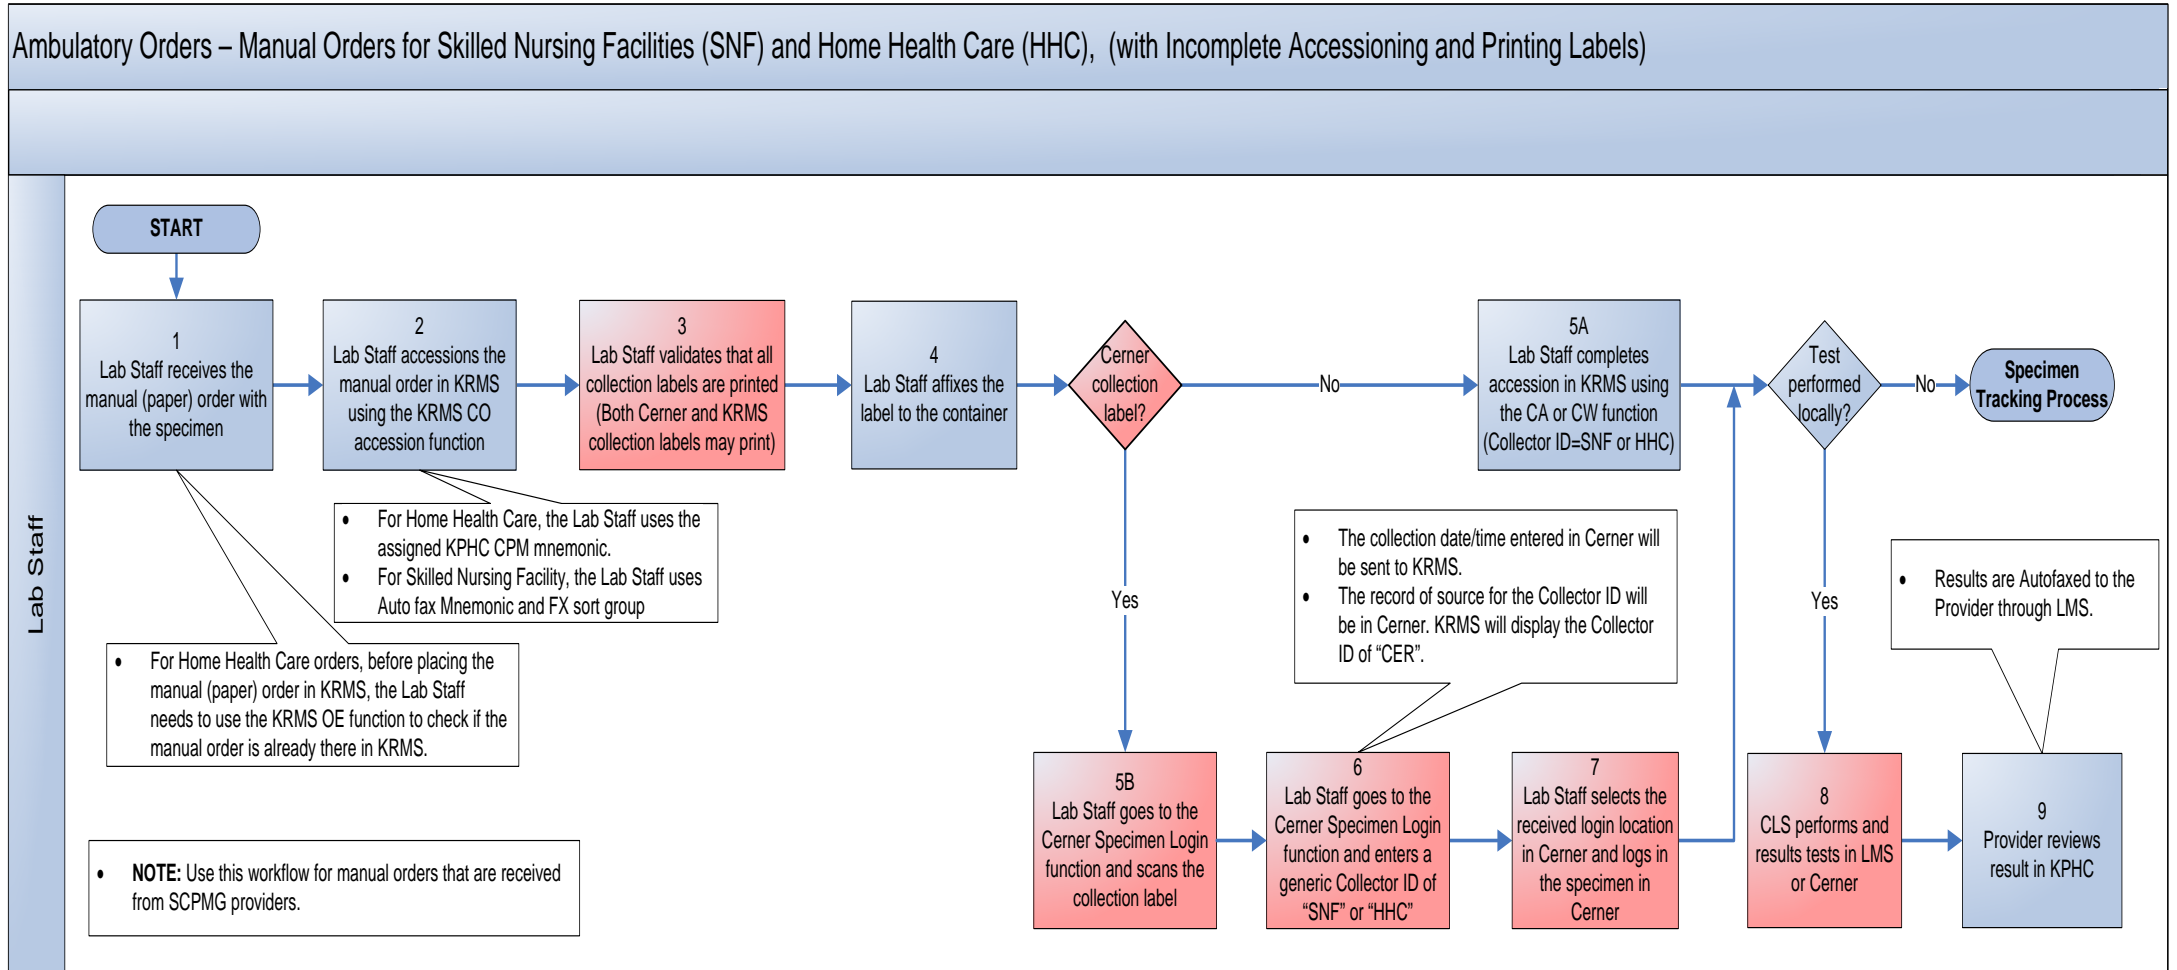 Ambulatory Orders – Manual Orders for Skilled Nursing Facilities (SNF) and Home Health Care (HHC),  (with Incomplete Accessioning and Printing Labels)
Lab Staff
START
1
Lab Staff receives the
manual (paper) order with
the specimen
2
Lab Staff accessions the
manual order in KRMS
using the KRMS CO
accession function
3
Lab Staff validates that all
collection labels are printed
(Both Cerner and KRMS
collection labels may print)
4
Lab Staff affixes the
label to the container
Cerner
collection
label?
No
5A
Lab Staff completes
accession in KRMS using
the CA or CW function
(Collector ID=SNF or HHC)
Test
performed
locally?
No
Specimen
Tracking Process
• For Home Health Care, the Lab Staff uses the
assigned KPHC CPM mnemonic.
• For Skilled Nursing Facility, the Lab Staff uses
Auto fax Mnemonic and FX sort group
• For Home Health Care orders, before placing the
manual (paper) order in KRMS, the Lab Staff
needs to use the KRMS OE function to check if the
manual order is already there in KRMS.
Yes
• The collection date/time entered in Cerner will
be sent to KRMS.
• The record of source for the Collector ID will
be in Cerner. KRMS will display the Collector
ID of “CER”.
Yes
• Results are Autofaxed to the
Provider through LMS.
5B
Lab Staff goes to the
Cerner Specimen Login
function and scans the
collection label
6
Lab Staff goes to the
Cerner Specimen Login
function and enters a
generic Collector ID of
“SNF” or “HHC”
7
Lab Staff selects the
received login location
in Cerner and logs in
the specimen in
Cerner
8
CLS performs and
results tests in LMS
or Cerner
9
Provider reviews
result in KPHC
• NOTE: Use this workflow for manual orders that are received
from SCPMG providers.